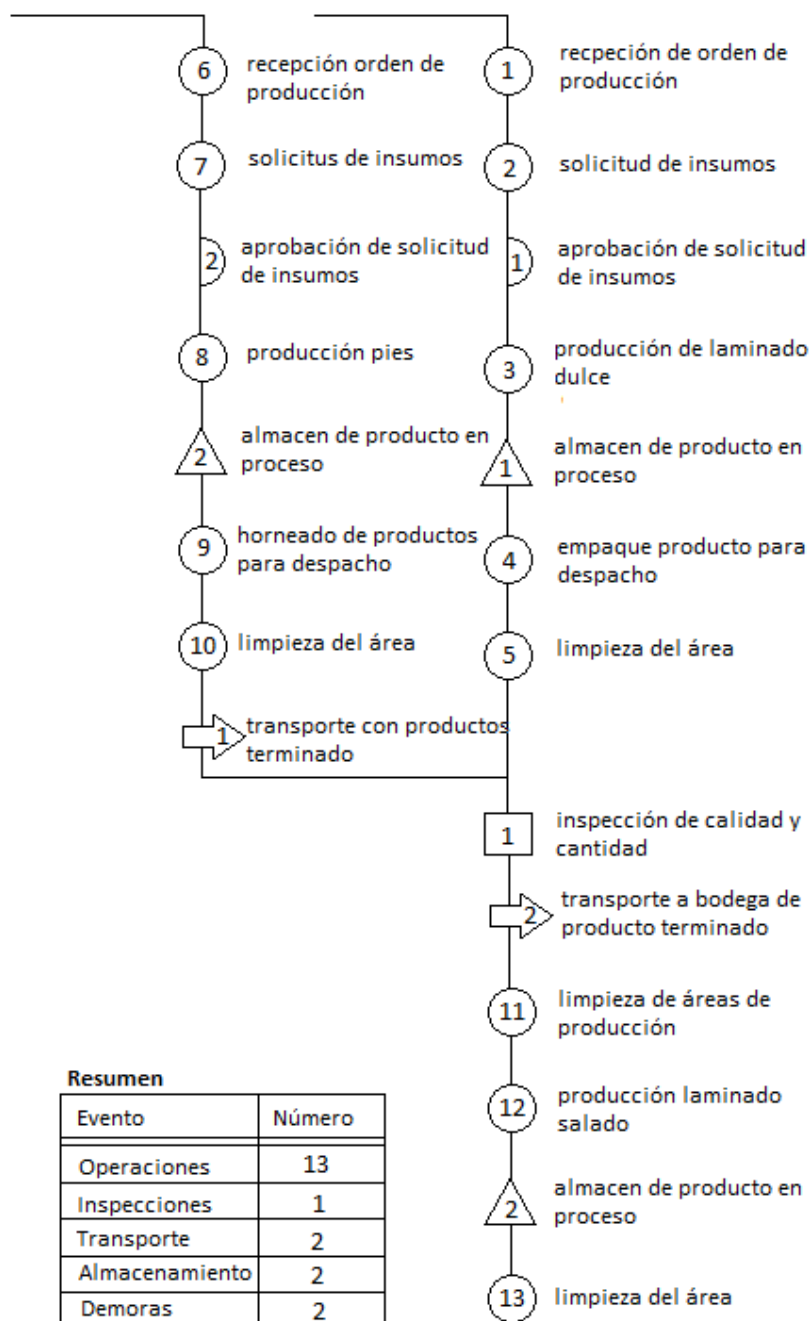 6
recepción orden de
producción
7
solicitus de insumos
2
aprobación de solicitud
de insumos
8
producción pies
2
almacen de producto en
proceso
9
horneado de productos
para despacho
10
limpieza del área
1
transporte con productos
terminado
1
recpeción de orden de
producción
2
solicitud de insumos
1
aprobación de solicitud
de insumos
3
producción de laminado
dulce
1
almacen de producto en
proceso
4
empaque producto para
despacho
5
limpieza del área
1
inspección de calidad y
cantidad
2
transporte a bodega de
producto terminado
11
limpieza de áreas de
producción
12
producción laminado
salado
2
almacen de producto en
proceso
13
limpieza del área
Resumen
Evento Número
Operaciones 13
Inspecciones 1
Transporte 2
Almacenamiento 2
Demoras 2